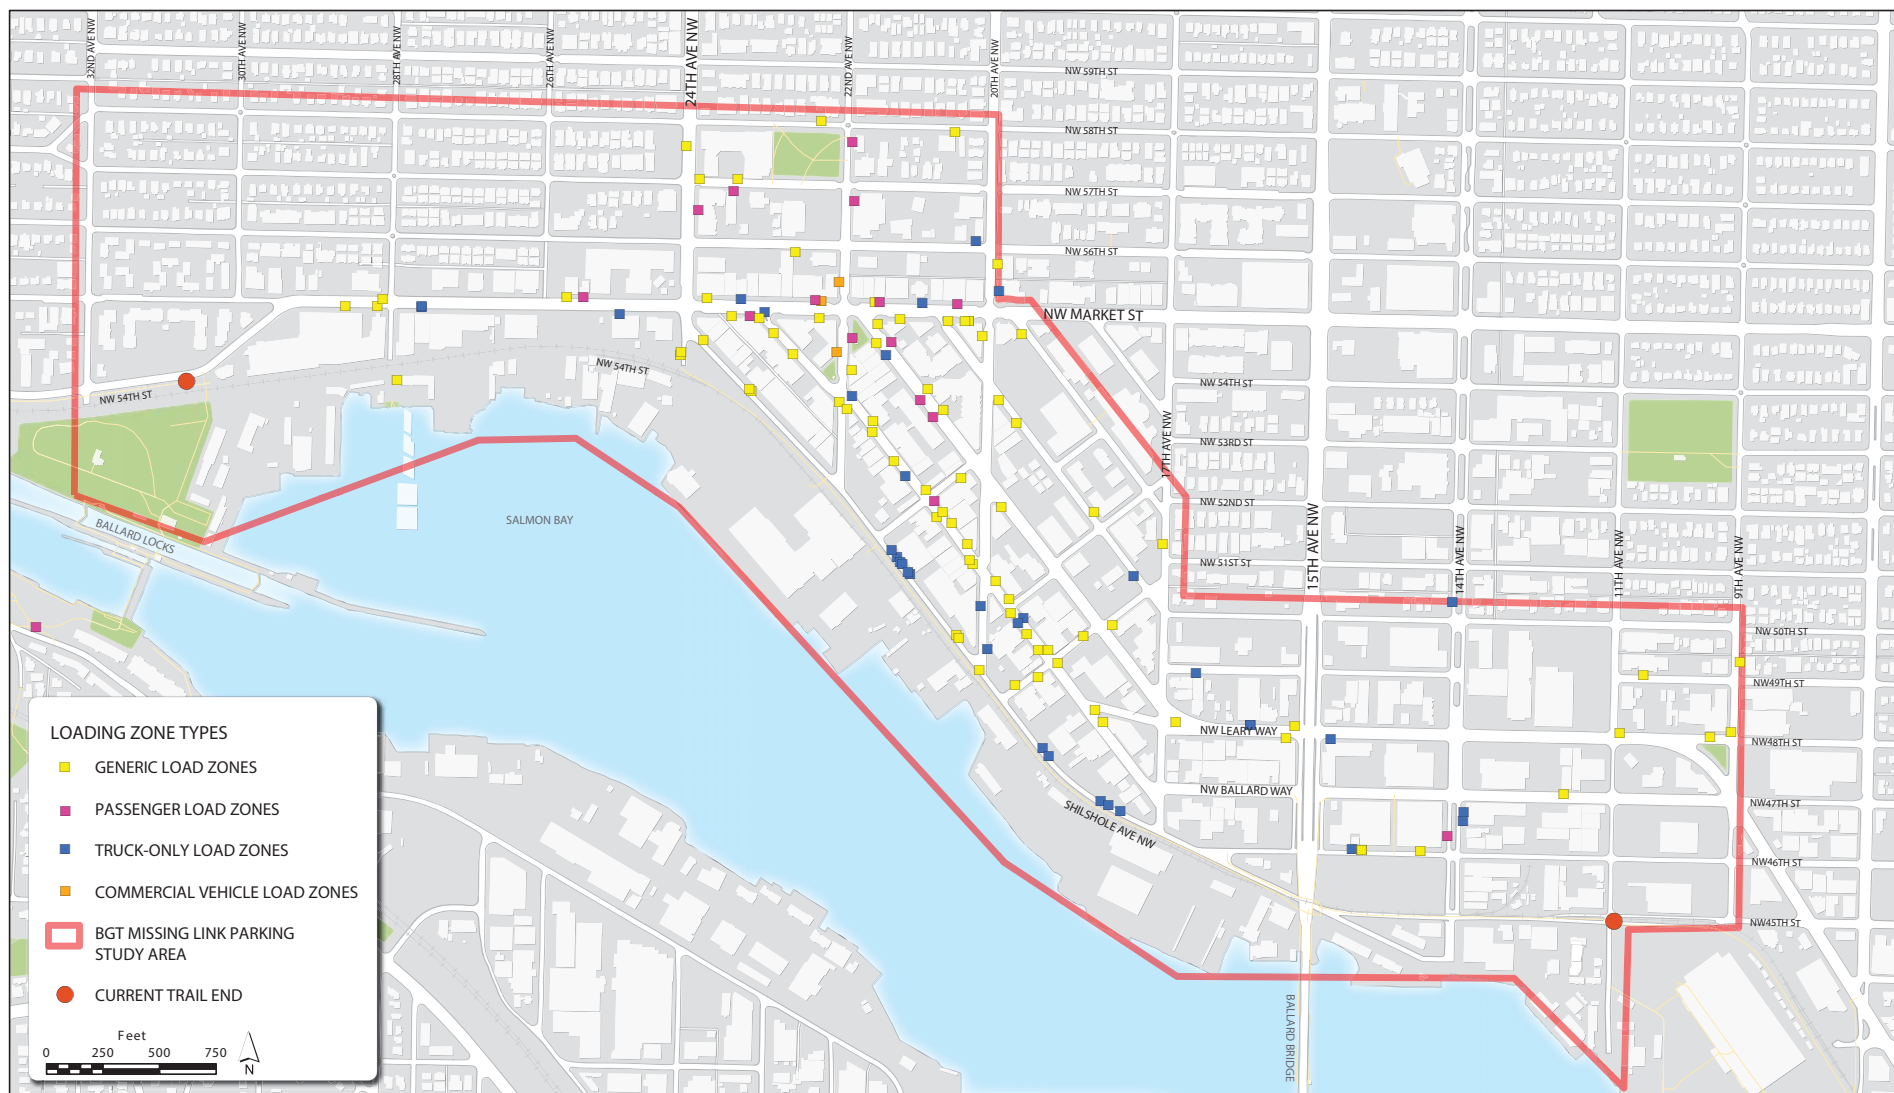 32ND AVE NW
30TH AVE NW
28TH AVE NW
26TH AVE NW
24TH AVE NW
22ND AVE NW
20TH AVE NW
NW 59TH ST
NW 58TH ST
NW 57TH ST
NW 56TH ST
NW MARKET ST
NW 54TH ST
NW 54TH ST
NW 54TH ST
17TH AVE NW
NW 53RD ST
NW 52ND ST
15TH AVE NW
14TH AVE NW
11TH AVE NW
9TH AVE NW
SALMON BAY
BALLARD LOCKS
NW 51ST ST
NW 50TH ST
NW49TH ST
NW LEARY WAY
NW48TH ST
NW BALLARD WAY
NW47TH ST
SHILSHOLE AVE NW
NW46TH ST
NW45TH ST
BALLARD BRIDGE
LOADING ZONE TYPES
GENERIC LOAD ZONES
PASSENGER LOAD ZONES
TRUCK-ONLY LOAD ZONES
COMMERCIAL VEHICLE LOAD ZONES
BGT MISSING LINK PARKING
STUDY AREA
CURRENT TRAIL END
Feet
0 250 500 750
N